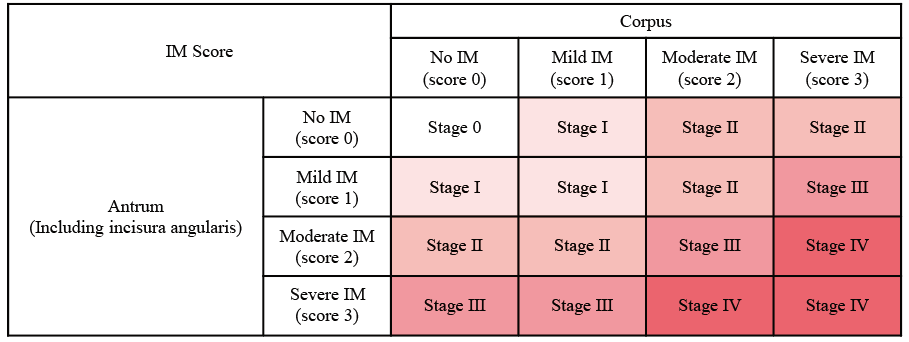 IM Score
Corpus
No IM
(score 0)
Mild IM
(score 1)
Moderate IM
(score 2)
Severe IM
(score 3)
Antrum
(Including incisura angularis)
No IM
(score 0)
Stage 0
Stage I
Stage II
Stage II
Mild IM
(score 1)
Stage I
Stage I
Stage II
Stage III
Moderate IM
(score 2)
Stage II
Stage II
Stage III
Stage IV
Severe IM
(score 3)
Stage III
Stage III
Stage IV
Stage IV